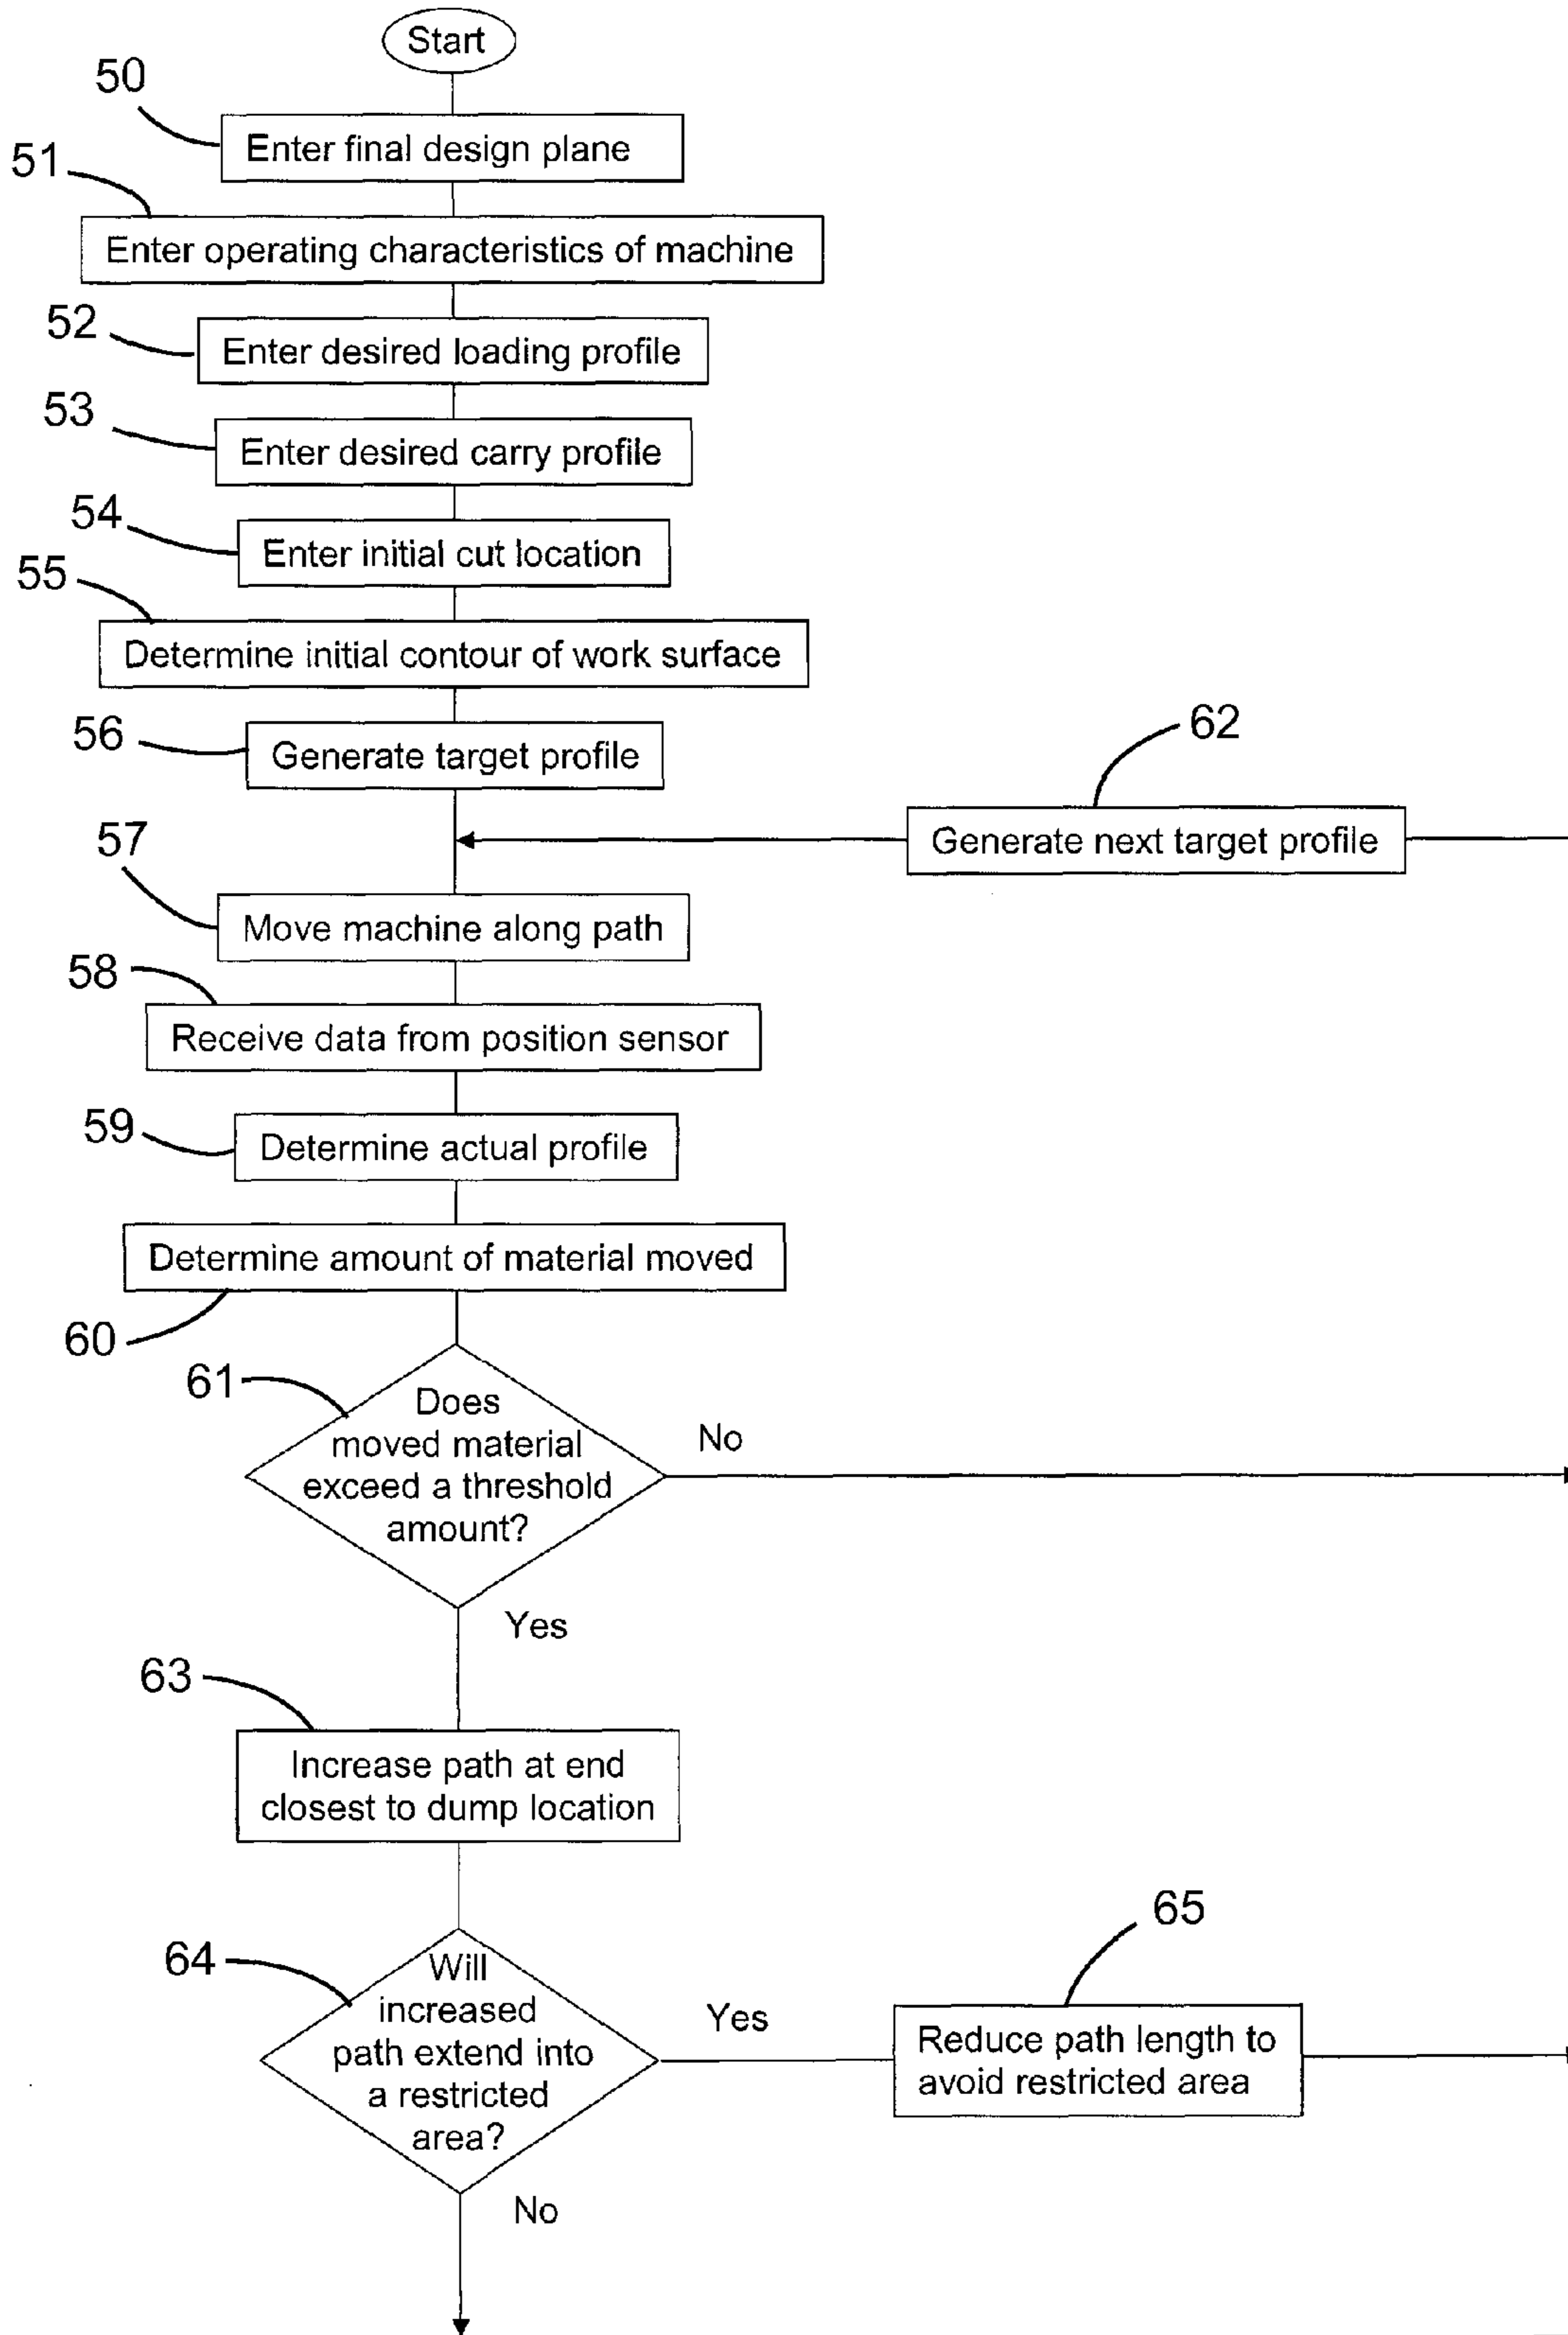 Start
50
Enter final design plane
51
Enter operating characteristics of machine
52
Enter desired loading profile
53
Enter desired carry profile
54
Enter initial cut location
55
Determine initial contour of work surface
56
Generate target profile
62
Generate next target profile
57
Move machine along path
58
Receive data from position sensor
59
Determine actual profile
Determine amount of material moved
60
61
Does
moved material
exceed a threshold
amount?
No
Yes
63
Increase path at end
closest to dump location
64
Will
increased
path extend into
a restricted
area?
Yes
65
Reduce path length to
avoid restricted area
No